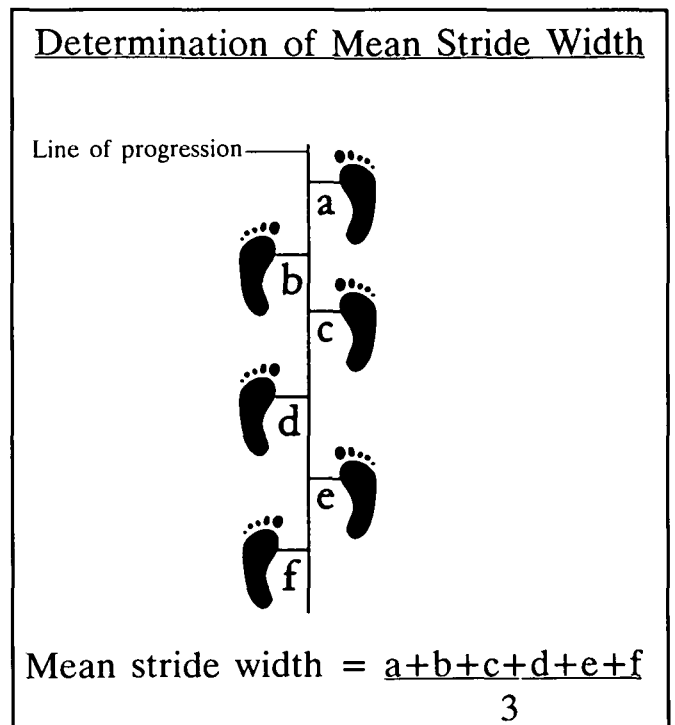 Determination of Mean Stride Width
Line of progression
a
b
c
d
e
f
Mean stride width = a+b+c+d+e+f
3